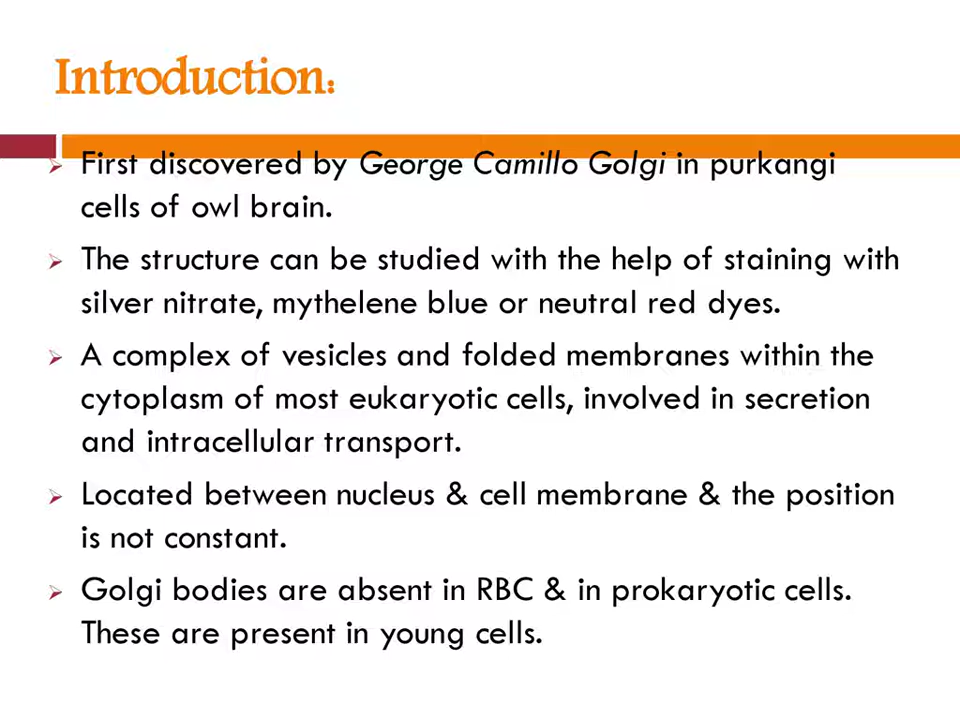 Introduction:
➢ First discovered by George Camillo Golgi in purkangi
cells of owl brain.
➢ The structure can be studied with the help of staining with
silver nitrate, mythelene blue or neutral red dyes.
➢ A complex of vesicles and folded membranes within the
cytoplasm of most eukaryotic cells, involved in secretion
and intracellular transport.
➢ Located between nucleus & cell membrane & the position
is not constant.
➢ Golgi bodies are absent in RBC & in prokaryotic cells.
These are present in young cells.